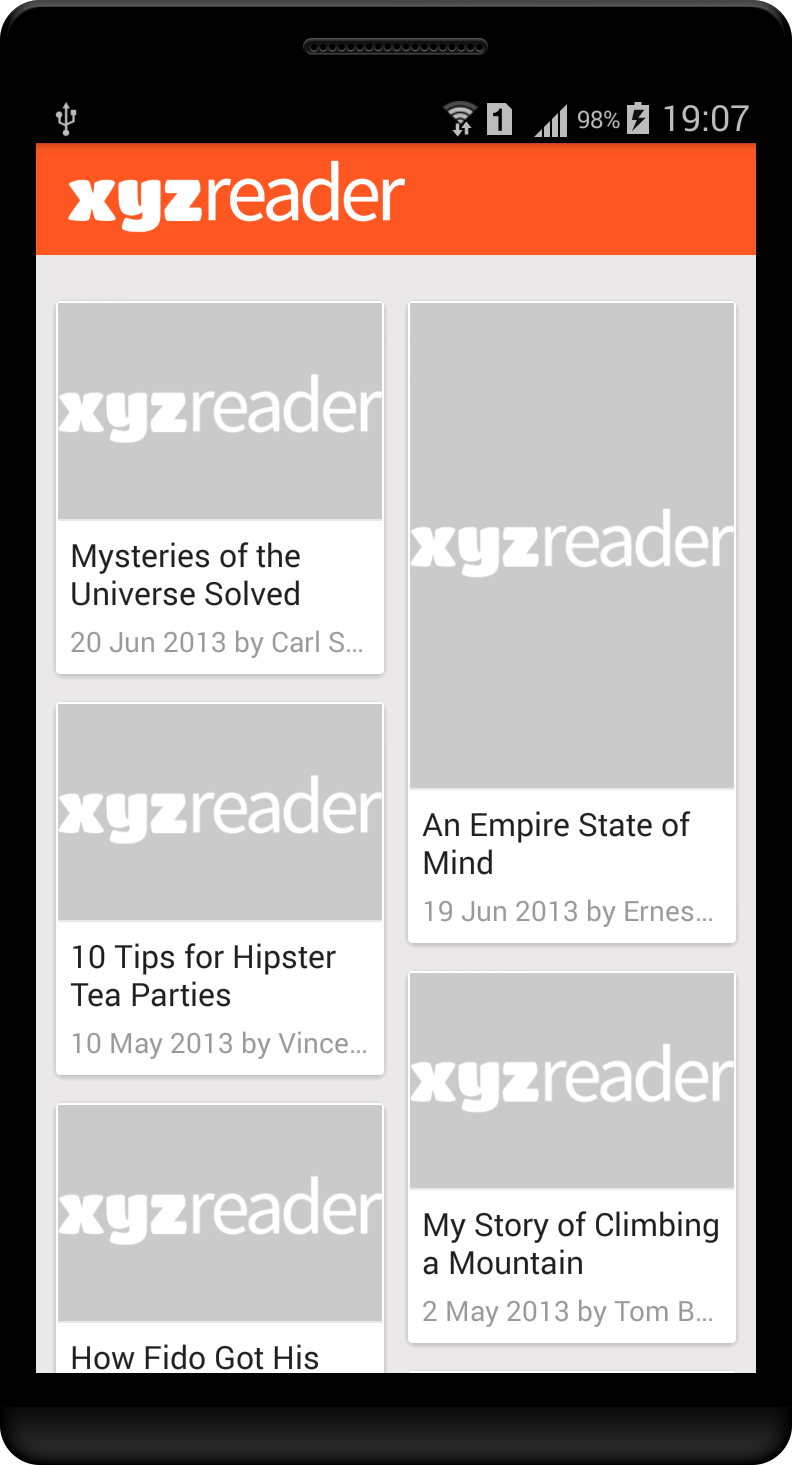 1 98% 19:07
xyzreader
xyzreader
Mysteries of the
Universe Solved
20 Jun 2013 by Carl S...
xyzreader
An Empire State of
Mind
19 Jun 2013 by Ernes...
xyzreader
10 Tips for Hipster
Tea Parties
10 May 2013 by Vince...
xyzreader
My Story of Climbing
a Mountain
2 May 2013 by Tom B...
xyzreader
How Fido Got His